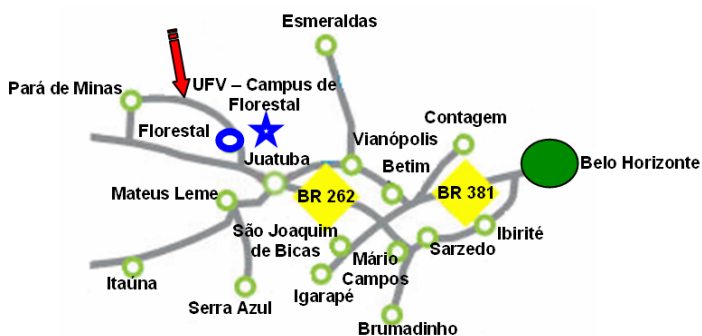 Esmeraldas
UFV – Campus de
Florestal
Pará de Minas
Contagem
Florestal
Vianópolis
Juatuba
Betim
Belo Horizonte
Mateus Leme
BR 262
BR 381
São Joaquim
de Bicas
Ibirité
Mário
Campos
Sarzedo
Itaúna
Igarapé
Serra Azul
Brumadinho